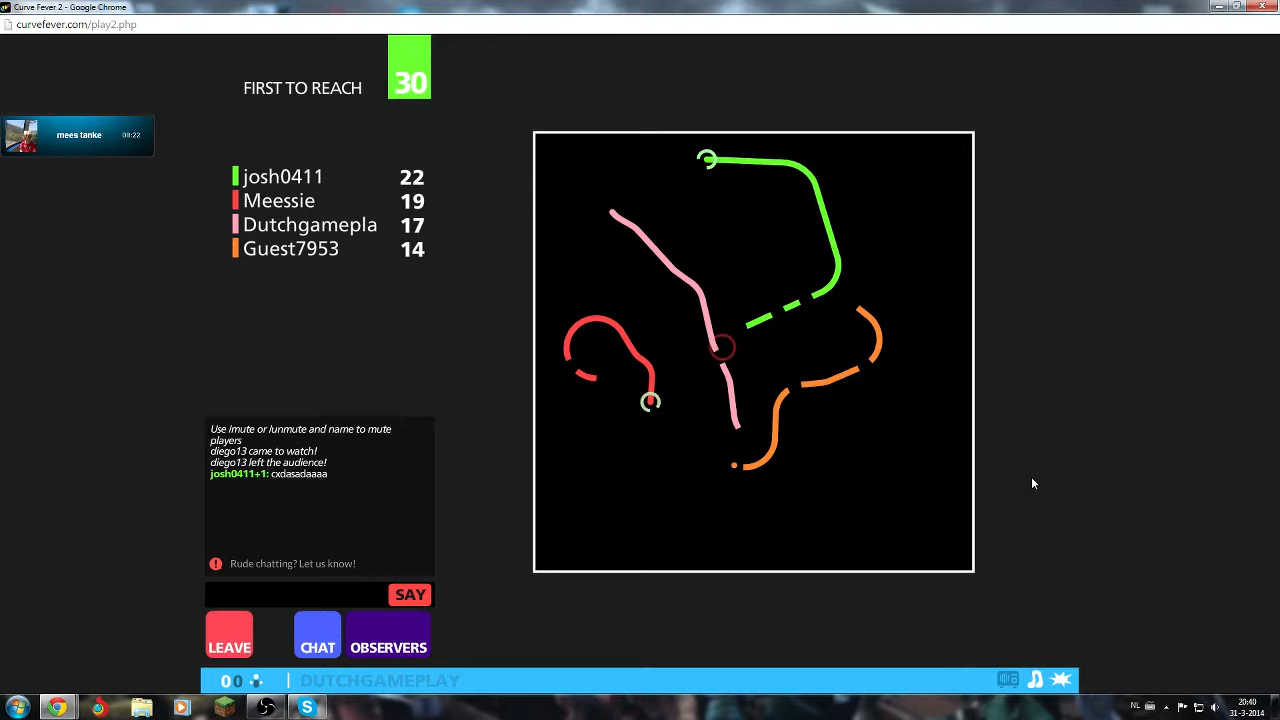 Curve Fever 2 - Google Chrome
curvefever.com/play2.php
FIRST TO REACH 30
mees tanke
josh0411 22
Meessie 19
Dutchgamepla 17
Guest7953 14
Use /mute or /unmute and name to mute
players
diego13 came to watch!
diego13 left the audience!
josh0411+1: cxdasadaaaa
Rude chatting? Let us know!
SAY
LEAVE CHAT OBSERVERS
00 DUTCHGAMEPLAY
NL 20:40
31-3-2014